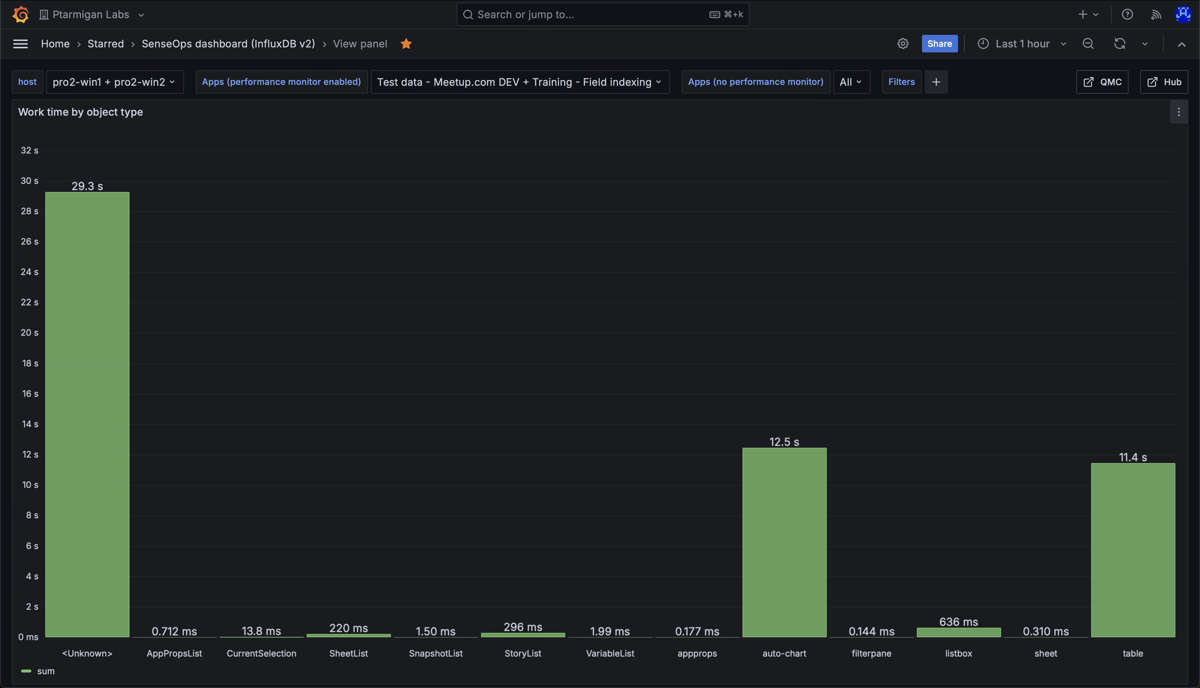 Ptarmigan Labs
Search or jump to... ⌘+k
Home › Starred › SenseOps dashboard (InfluxDB v2) › View panel
Share Last 1 hour
host pro2-win1 + pro2-win2 Apps (performance monitor enabled) Test data - Meetup.com DEV + Training - Field indexing Apps (no performance monitor) All Filters + QMC Hub
Work time by object type
32 s
30 s
28 s
26 s
24 s
22 s
20 s
18 s
16 s
14 s
12 s
10 s
8 s
6 s
4 s
2 s
0 ms
29.3 s
0.712 ms
13.8 ms
220 ms
1.50 ms
296 ms
1.99 ms
0.177 ms
12.5 s
0.144 ms
636 ms
0.310 ms
11.4 s
<Unknown> AppPropsList CurrentSelection SheetList SnapshotList StoryList VariableList appprops auto-chart filterpane listbox sheet table
sum